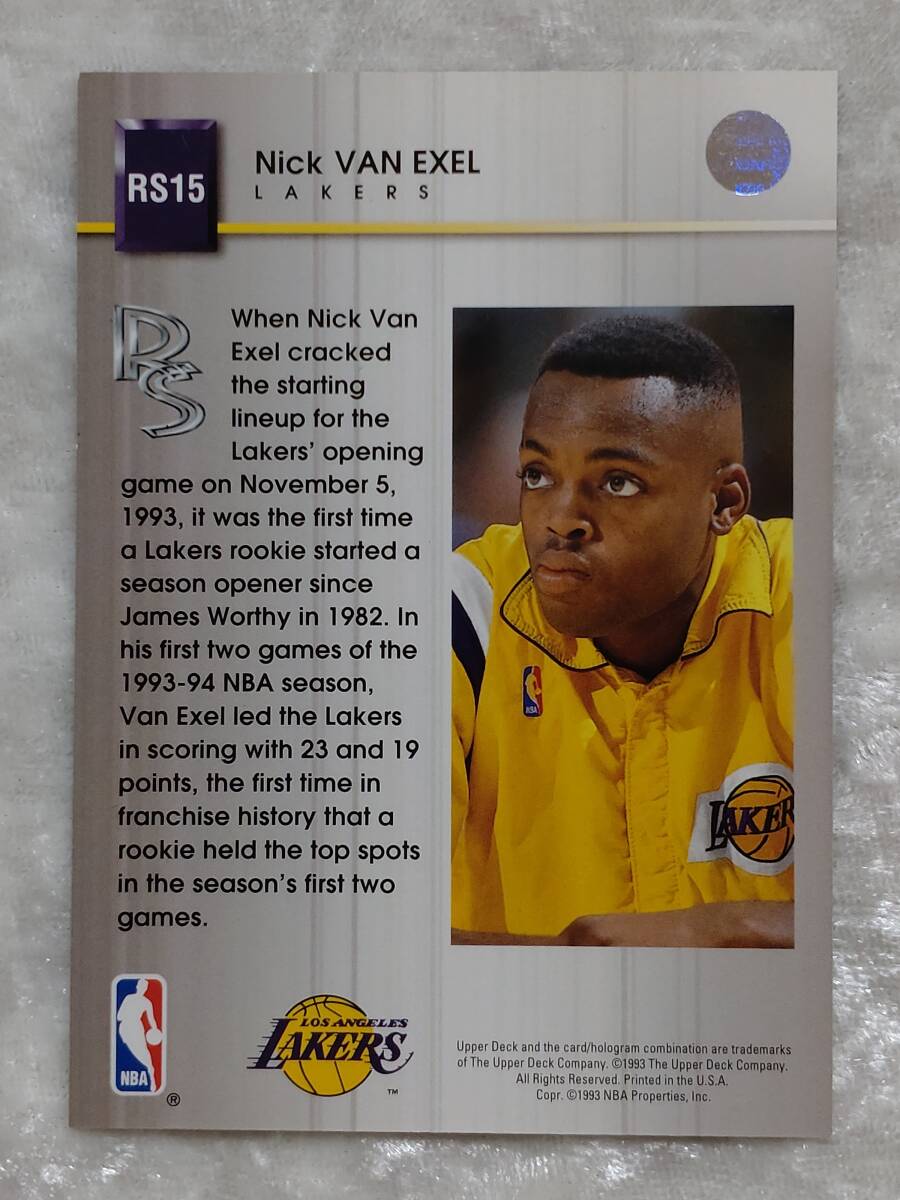 RS15
Nick VAN EXEL
LAKERS
RS
When Nick Van
Exel cracked
the starting
lineup for the
Lakers' opening
game on November 5,
1993, it was the first time
a Lakers rookie started a
season opener since
James Worthy in 1982. In
his first two games of the
1993-94 NBA season,
Van Exel led the Lakers
in scoring with 23 and 19
points, the first time in
franchise history that a
rookie held the top spots
in the season's first two
games.
NBA
LAKER
NBA
®
LOS ANGELES
LAKERS
™
Upper Deck and the card/hologram combination are trademarks
of The Upper Deck Company. ©1993 The Upper Deck Company.
All Rights Reserved. Printed in the U.S.A.
Copr. ©1993 NBA Properties, Inc.